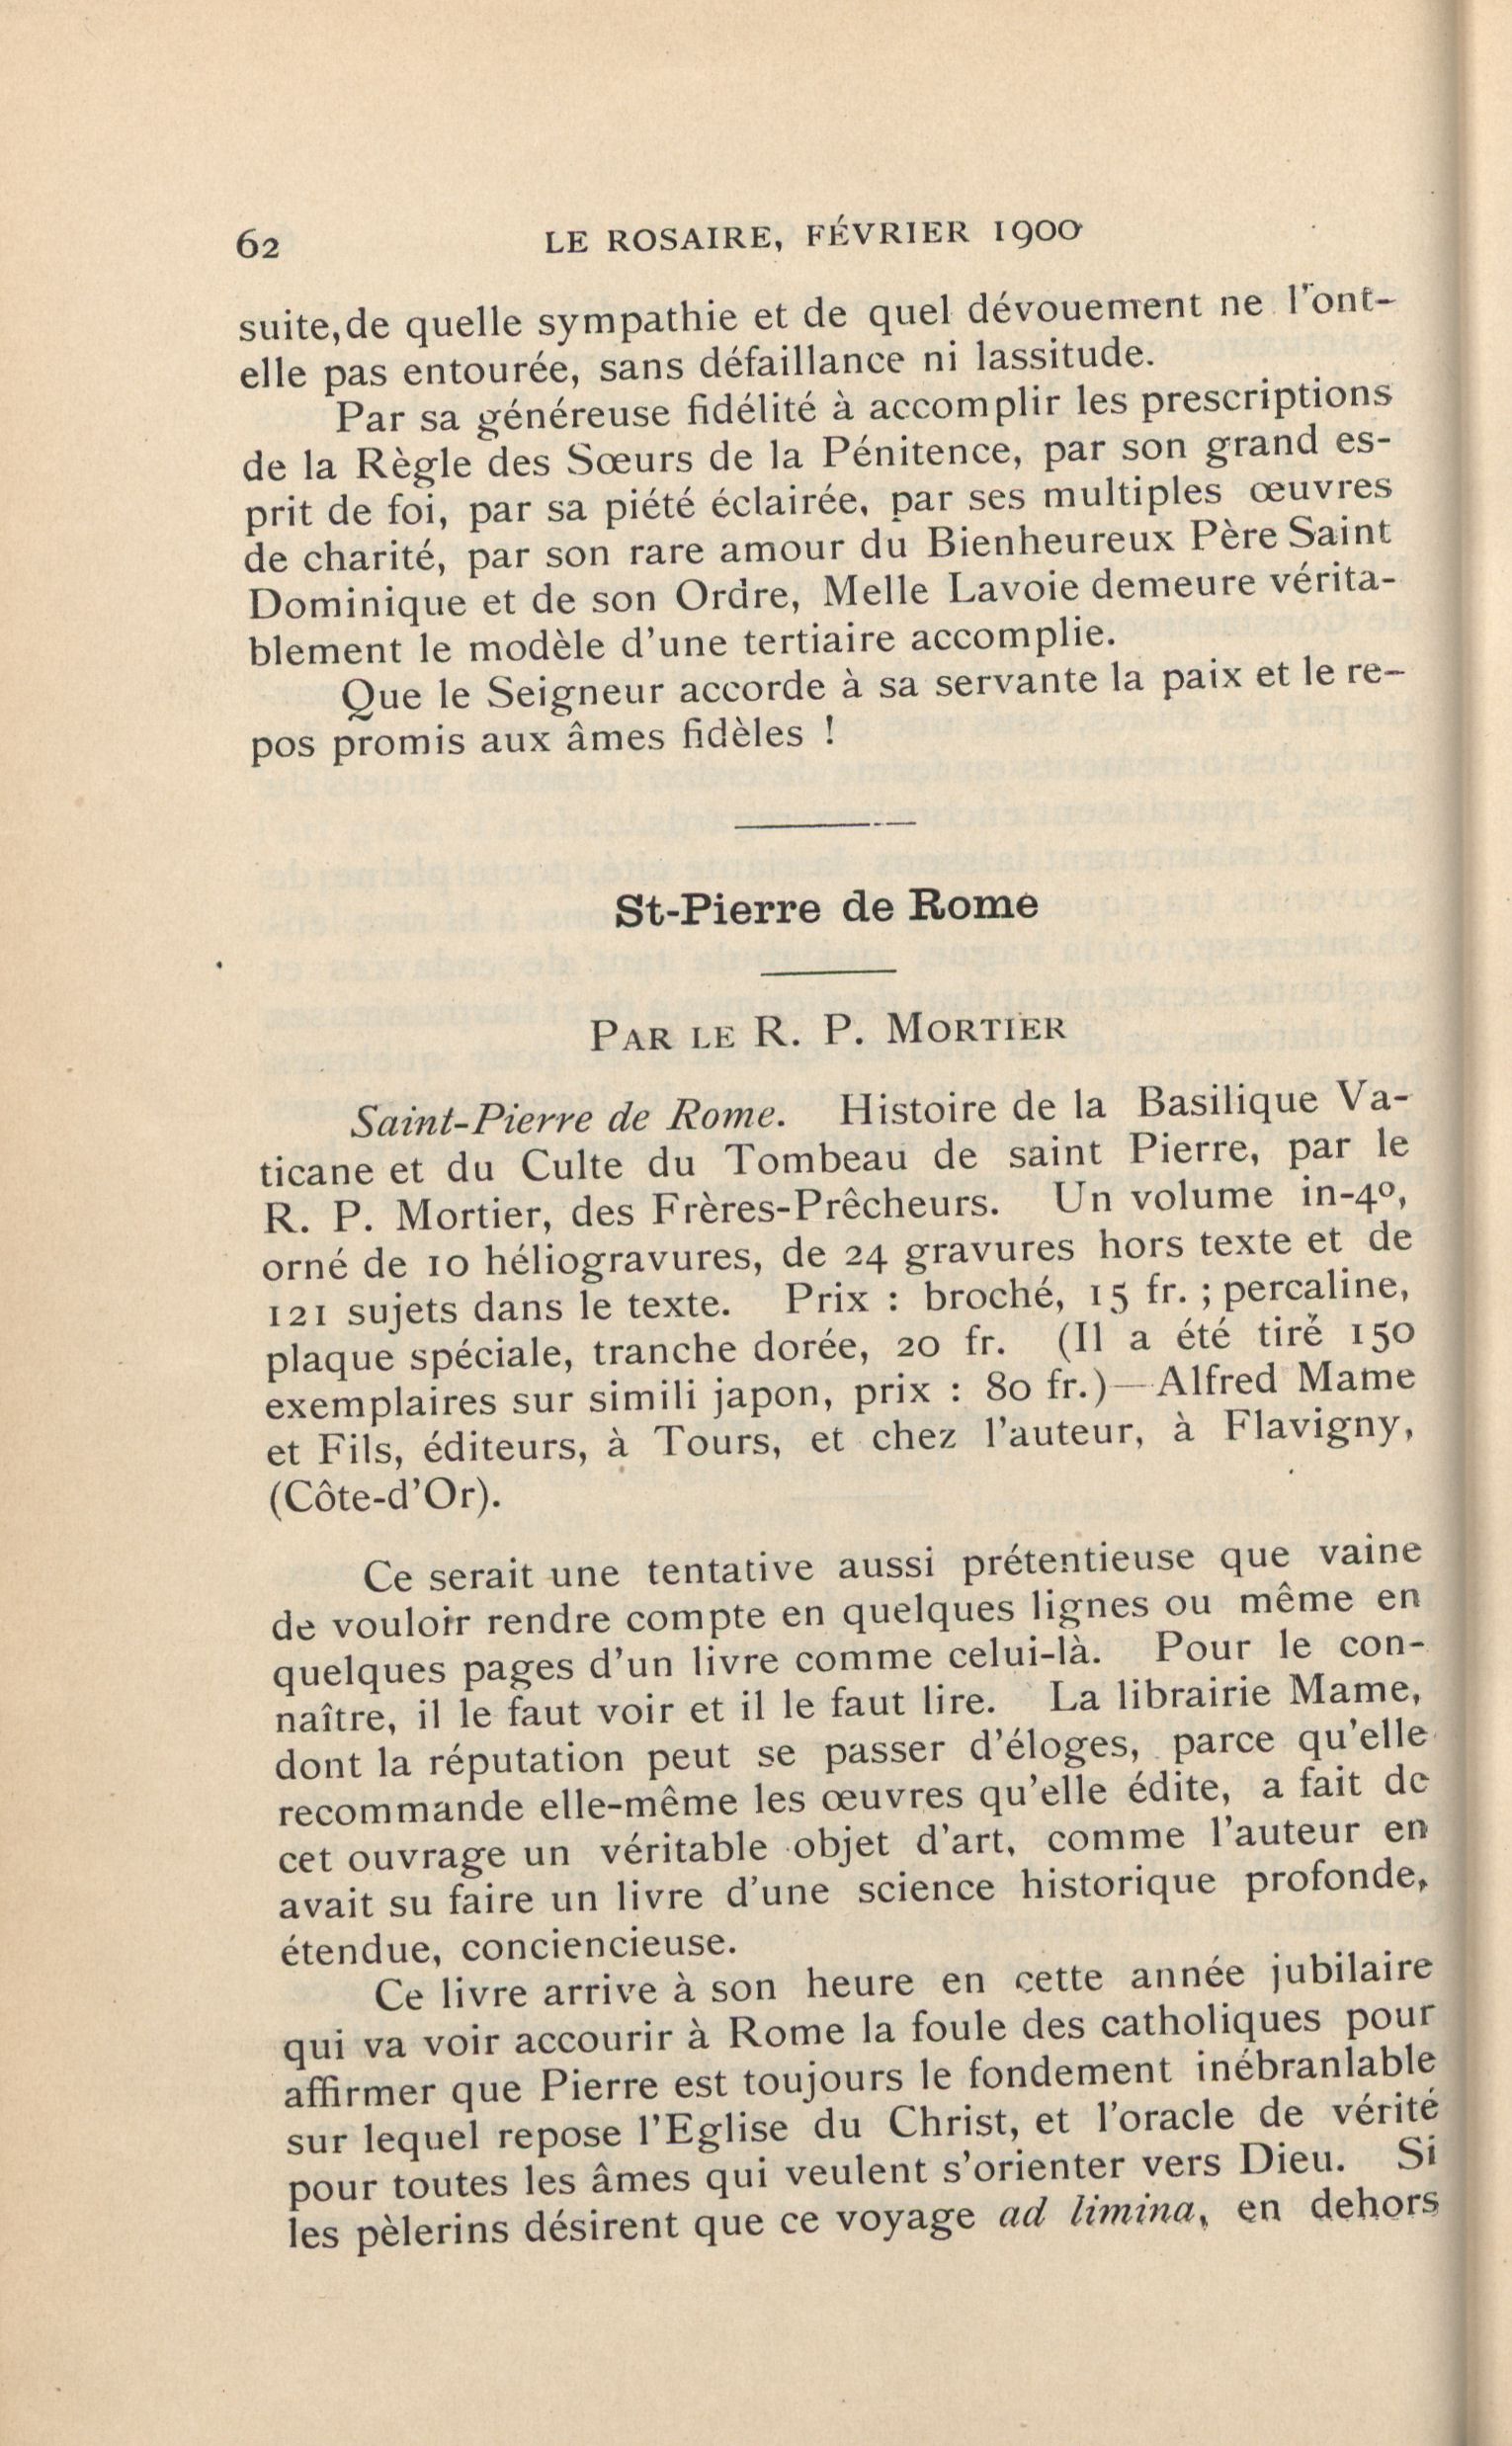 62 LE ROSAIRE, FÉVRIER 1900
suite, de quelle sympathie et de quel dévouement ne l'ont-
elle pas entourée, sans défaillance ni lassitude.
Par sa généreuse fidélité à accomplir les prescriptions
de la Règle des Sœurs de la Pénitence, par son grand es-
prit de foi, par sa piété éclairée, par ses multiples œuvres
de charité, par son rare amour du Bienheureux Père Saint
Dominique et de son Ordre, Melle Lavoie demeure vérita-
blement le modèle d'une tertiaire accomplie.
Que le Seigneur accorde à sa servante la paix et le re-
pos promis aux âmes fidèles !
St-Pierre de Rome
PAR LE R. P. MORTIER
Saint-Pierre de Rome. Histoire de la Basilique Va-
ticane et du Culte du Tombeau de saint Pierre, par le
R. P. Mortier, des Frères-Prêcheurs. Un volume in-4º,
orné de 10 héliogravures, de 24 gravures hors texte et de
121 sujets dans le texte. Prix : broché, 15 fr. ; percaline,
plaque spéciale, tranche dorée, 20 fr. (Il a été tiré 150
exemplaires sur simili japon, prix : 80 fr.)—Alfred Mame
et Fils, éditeurs, à Tours, et chez l'auteur, à Flavigny,
(Côte-d'Or).
Ce serait une tentative aussi prétentieuse que vaine
de vouloir rendre compte en quelques lignes ou même en
quelques pages d'un livre comme celui-là. Pour le con-
naître, il le faut voir et il le faut lire. La librairie Mame,
dont la réputation peut se passer d'éloges, parce qu'elle
recommande elle-même les œuvres qu'elle édite, a fait de
cet ouvrage un véritable objet d'art, comme l'auteur en
avait su faire un livre d'une science historique profonde,
étendue, conciencieuse.
Ce livre arrive à son heure en cette année jubilaire
qui va voir accourir à Rome la foule des catholiques pour
affirmer que Pierre est toujours le fondement inébranlable
sur lequel repose l'Eglise du Christ, et l'oracle de vérité
pour toutes les âmes qui veulent s'orienter vers Dieu. Si
les pèlerins désirent que ce voyage ad limina, en dehors